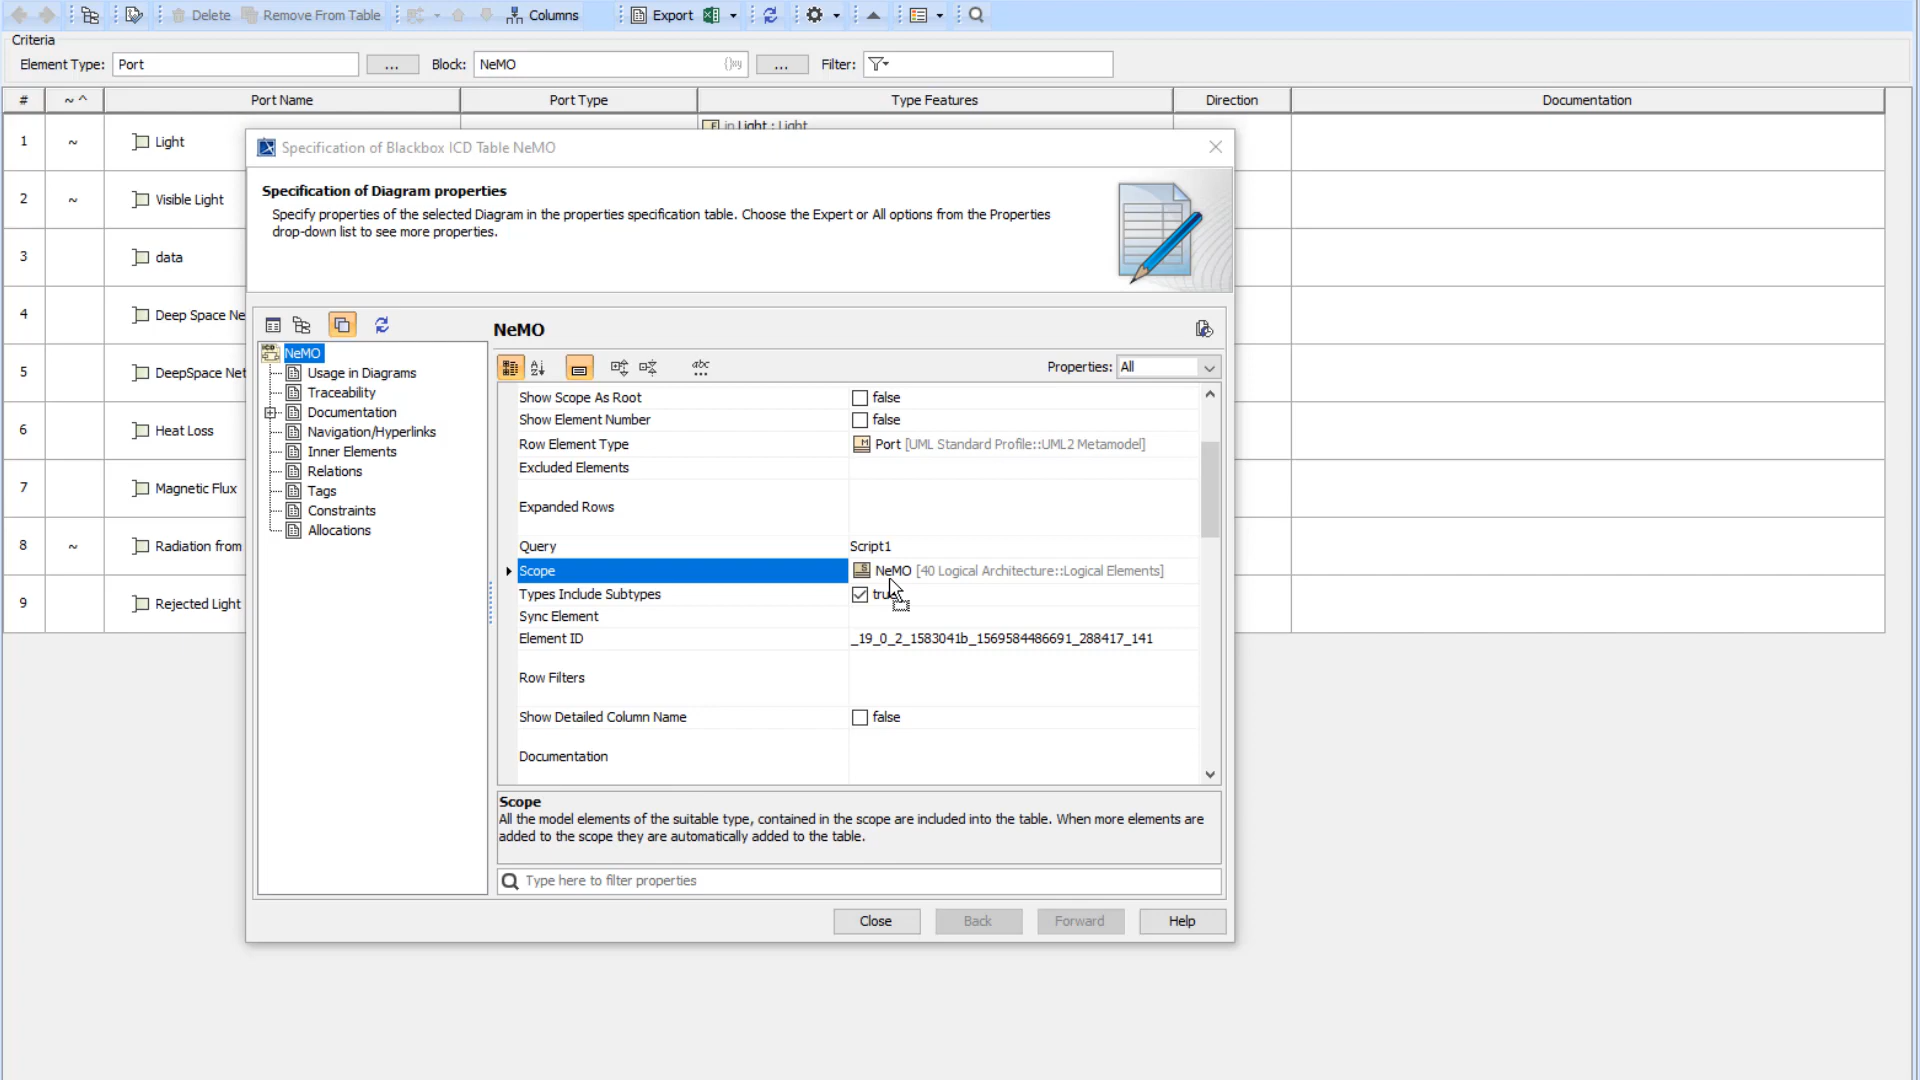 Delete Remove From Table Columns Export
Criteria
Element Type: Port ... Block: NeMO ... Filter:
# ~ ^ Port Name Port Type Type Features Direction Documentation
1 ~ Light in Light : Light
2 ~ Visible Light
3 data
4 Deep Space Ne
5 DeepSpace Net
6 Heat Loss
7 Magnetic Flux
8 ~ Radiation from
9 Rejected Light
Specification of Blackbox ICD Table NeMO
Specification of Diagram properties
Specify properties of the selected Diagram in the properties specification table. Choose the Expert or All options from the Properties
drop-down list to see more properties.
NeMO
Usage in Diagrams
Traceability
Documentation
Navigation/Hyperlinks
Inner Elements
Relations
Tags
Constraints
Allocations
NeMO
Properties: All
Show Scope As Root false
Show Element Number false
Row Element Type Port [UML Standard Profile::UML2 Metamodel]
Excluded Elements
Expanded Rows
Query Script1
Scope NeMO [40 Logical Architecture::Logical Elements]
Types Include Subtypes true
Sync Element
Element ID _19_0_2_1583041b_1569584486691_288417_141
Row Filters
Show Detailed Column Name false
Documentation
Scope
All the model elements of the suitable type, contained in the scope are included into the table. When more elements are
added to the scope they are automatically added to the table.
Type here to filter properties
Close Back Forward Help